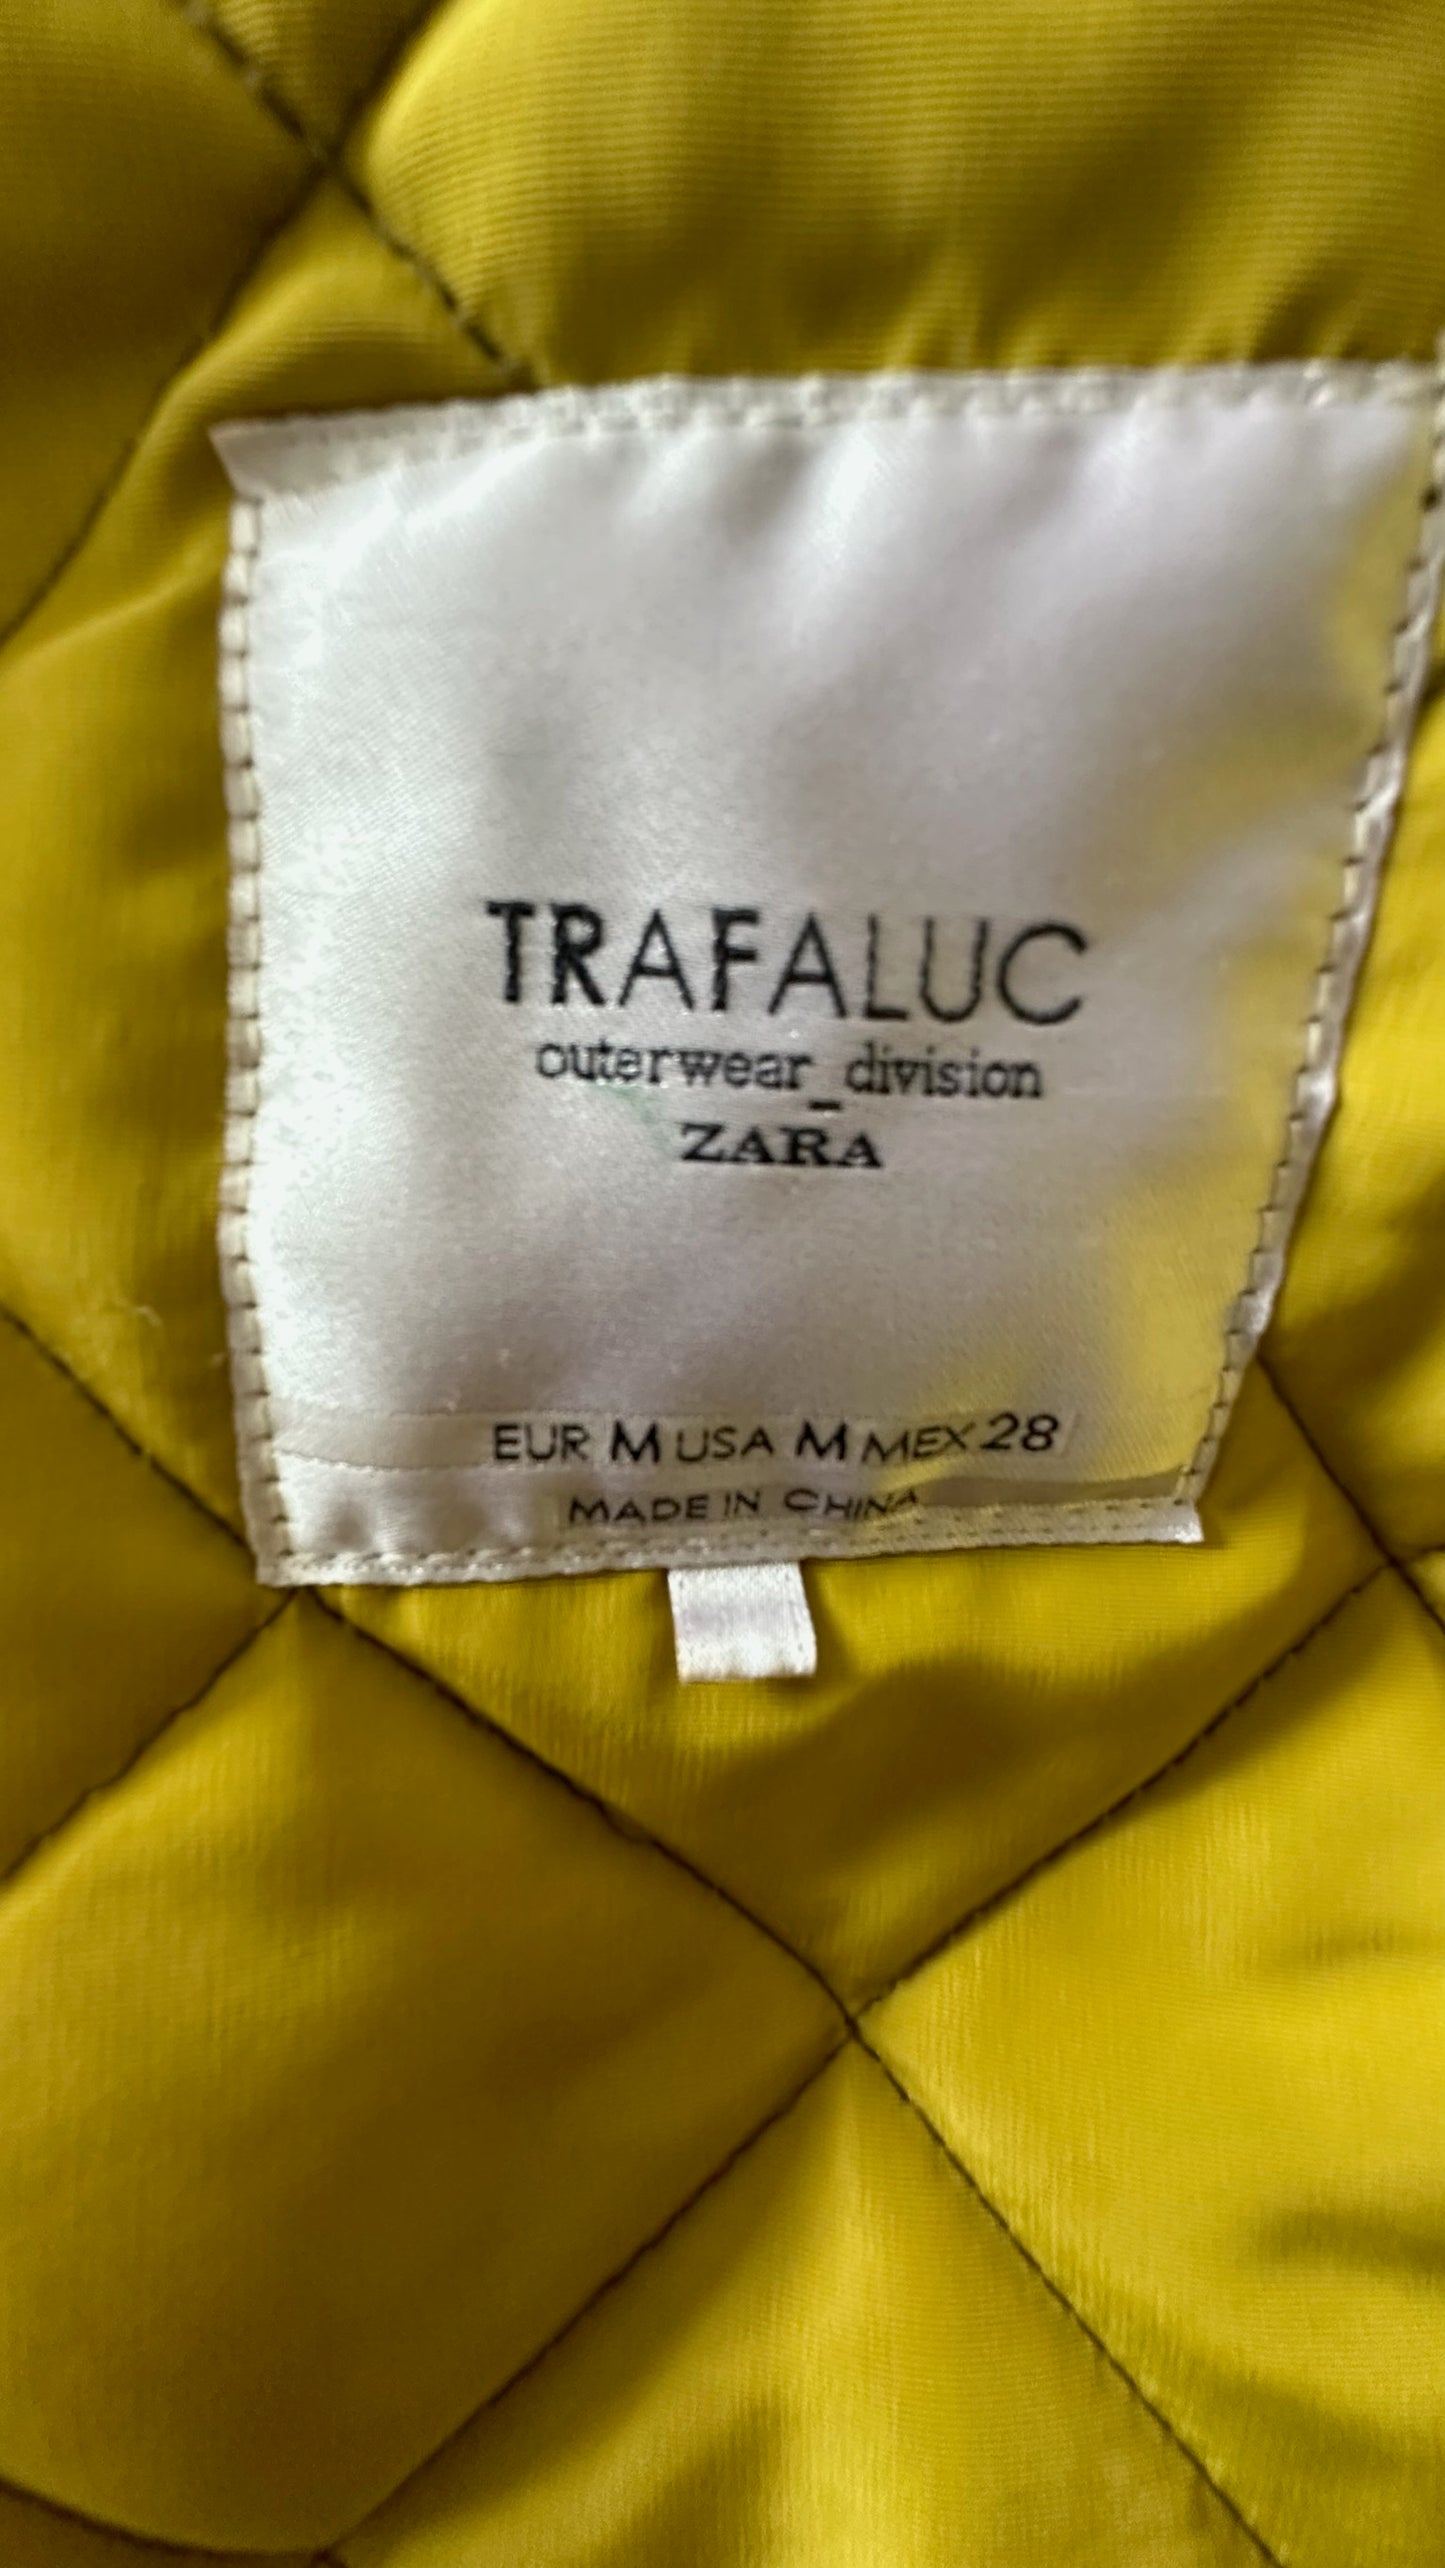 TRAFALUC
outerwear_division
ZARA
EUR M USA M MEX 28
MADE IN CHINA